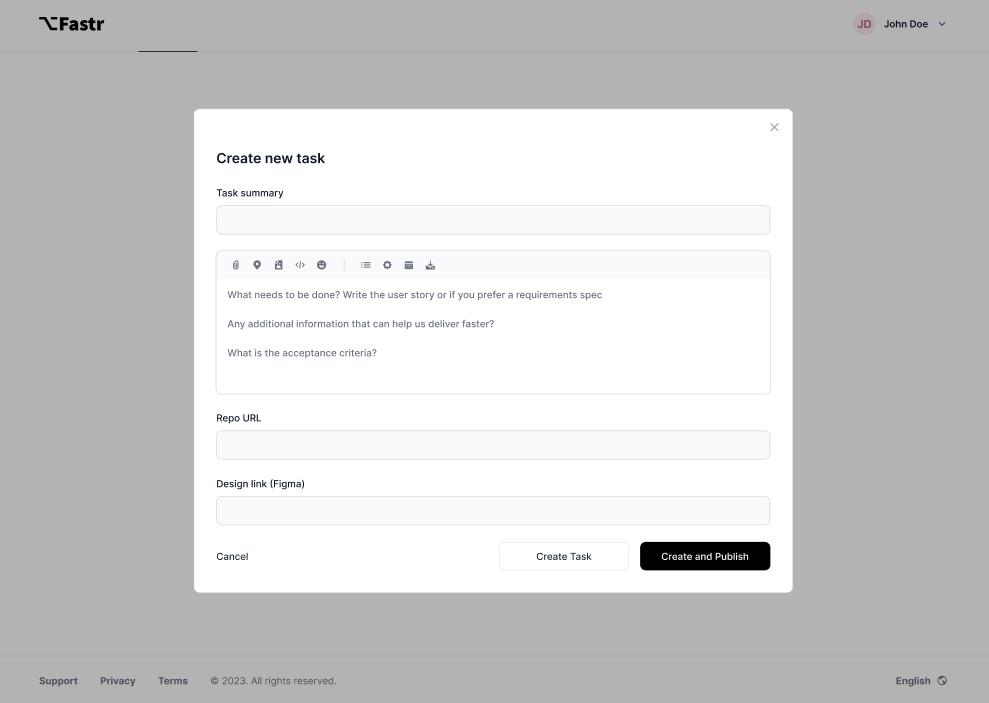 Fastr
JD John Doe
Create new task
Task summary
What needs to be done? Write the user story or if you prefer a requirements spec
Any additional information that can help us deliver faster?
What is the acceptance criteria?
Repo URL
Design link (Figma)
Cancel Create Task Create and Publish
Support Privacy Terms © 2023. All rights reserved. English